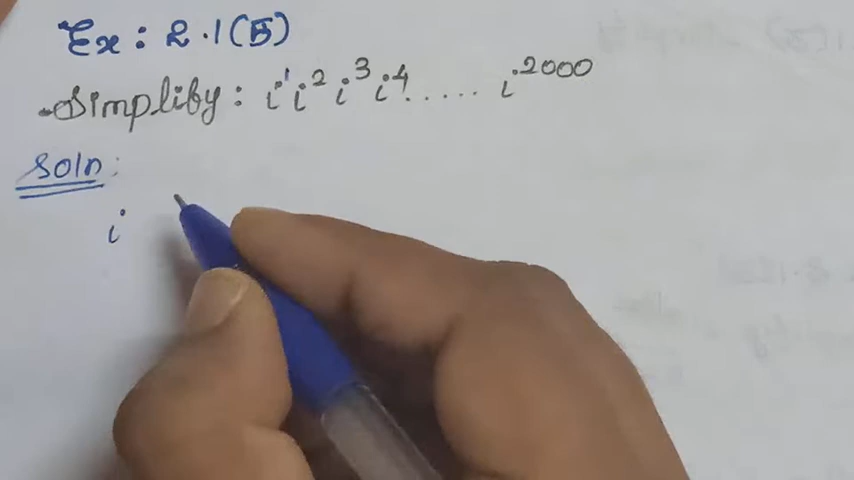 Ex : 2.1(5)
Simplify : i¹ i² i³ i⁴...... i²⁰⁰⁰
Soln:
i